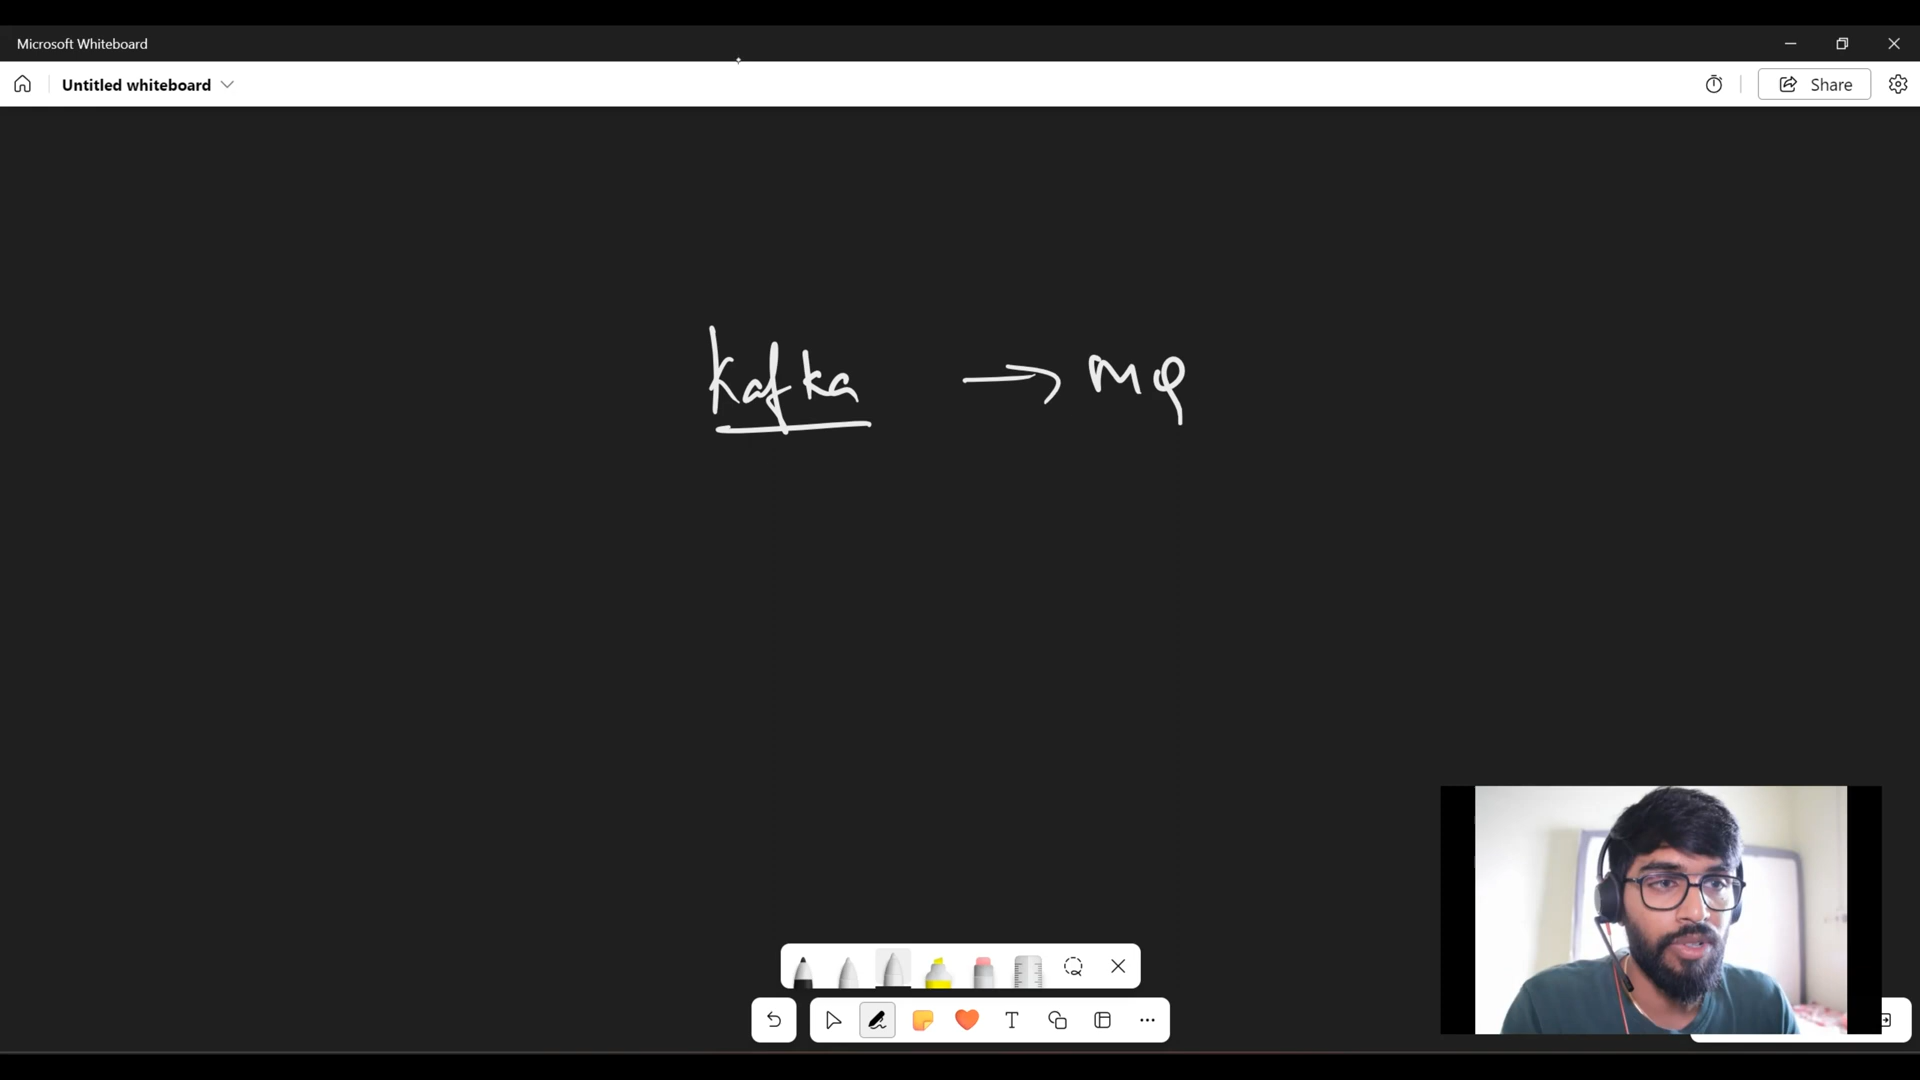 Microsoft Whiteboard
Untitled whiteboard
Share
Kafka → MQ
T